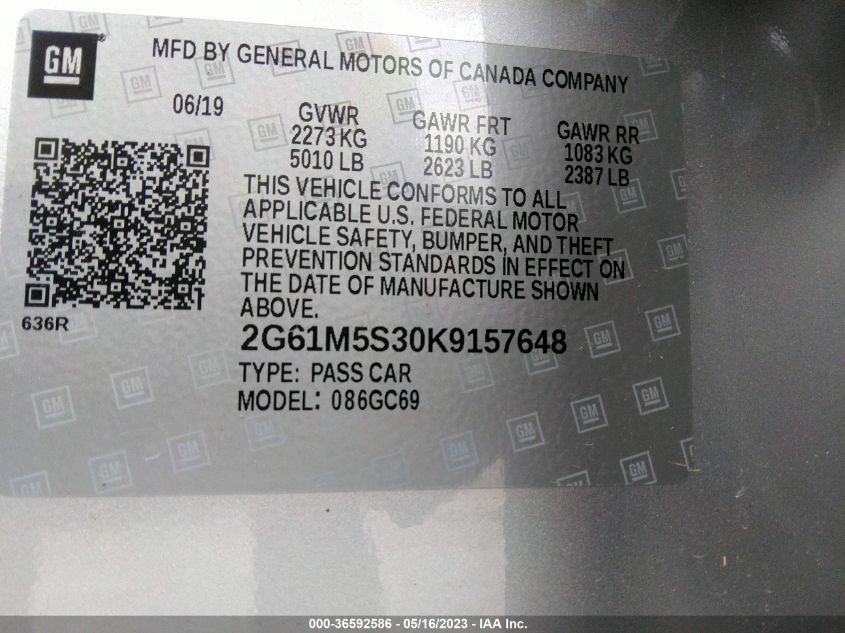 GM
MFD BY GENERAL MOTORS OF CANADA COMPANY
06/19
GVWR
2273 KG
5010 LB
GAWR FRT
1190 KG
2623 LB
GAWR RR
1083 KG
2387 LB
THIS VEHICLE CONFORMS TO ALL
APPLICABLE U.S. FEDERAL MOTOR
VEHICLE SAFETY, BUMPER, AND THEFT
PREVENTION STANDARDS IN EFFECT ON
THE DATE OF MANUFACTURE SHOWN
ABOVE.
636R
2G61M5S30K9157648
TYPE: PASS CAR
MODEL: 086GC69
000-36592586 - 05/16/2023 - IAA Inc.